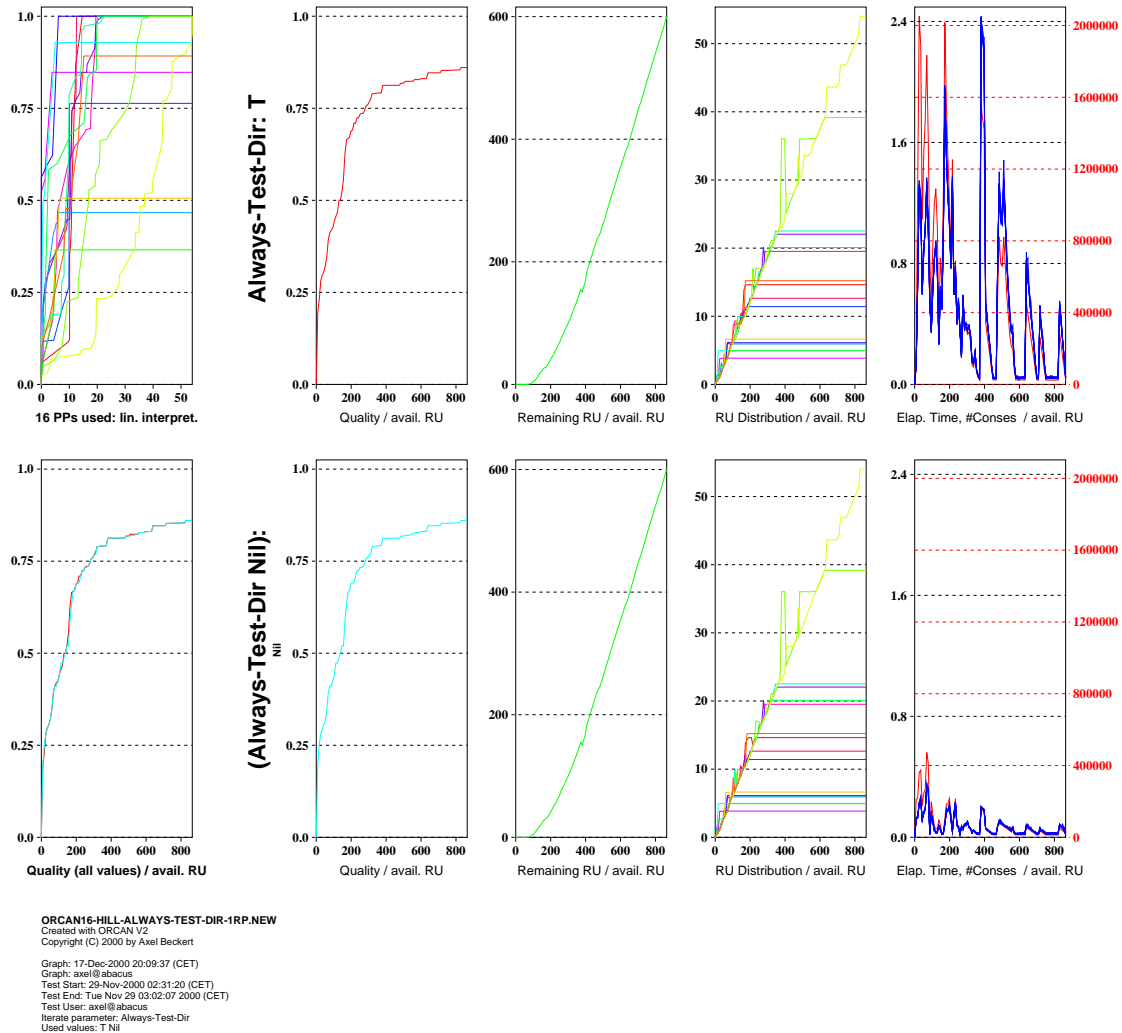 1.0
0.75
0.5
0.25
0.0
0 10 20 30 40 50
16 PPs used: lin. interpret.
Always-Test-Dir: T
1.0
0.75
0.5
0.25
0.0
0 200 400 600 800
Quality / avail. RU
600
400
200
0
0 200 400 600 800
Remaining RU / avail. RU
50
40
30
20
10
0
0 200 400 600 800
RU Distribution / avail. RU
2.4
1.6
0.8
0.0
2000000
1600000
1200000
800000
400000
0
0 200 400 600 800
Elap. Time, #Conses / avail. RU
1.0
0.75
0.5
0.25
0.0
0 200 400 600 800
Quality (all values) / avail. RU
(Always-Test-Dir Nil):
Nil
1.0
0.75
0.5
0.25
0.0
0 200 400 600 800
Quality / avail. RU
600
400
200
0
0 200 400 600 800
Remaining RU / avail. RU
50
40
30
20
10
0
0 200 400 600 800
RU Distribution / avail. RU
2.4
1.6
0.8
0.0
2000000
1600000
1200000
800000
400000
0
0 200 400 600 800
Elap. Time, #Conses / avail. RU
ORCAN16-HILL-ALWAYS-TEST-DIR-1RP.NEW
Created with ORCAN V2
Copyright (C) 2000 by Axel Beckert
Graph: 17-Dec-2000 20:09:37 (CET)
Graph: axel@abacus
Test Start: 29-Nov-2000 02:31:20 (CET)
Test End: Tue Nov 29 03:02:07 2000 (CET)
Test User: axel@abacus
Iterate parameter: Always-Test-Dir
Used values: T Nil